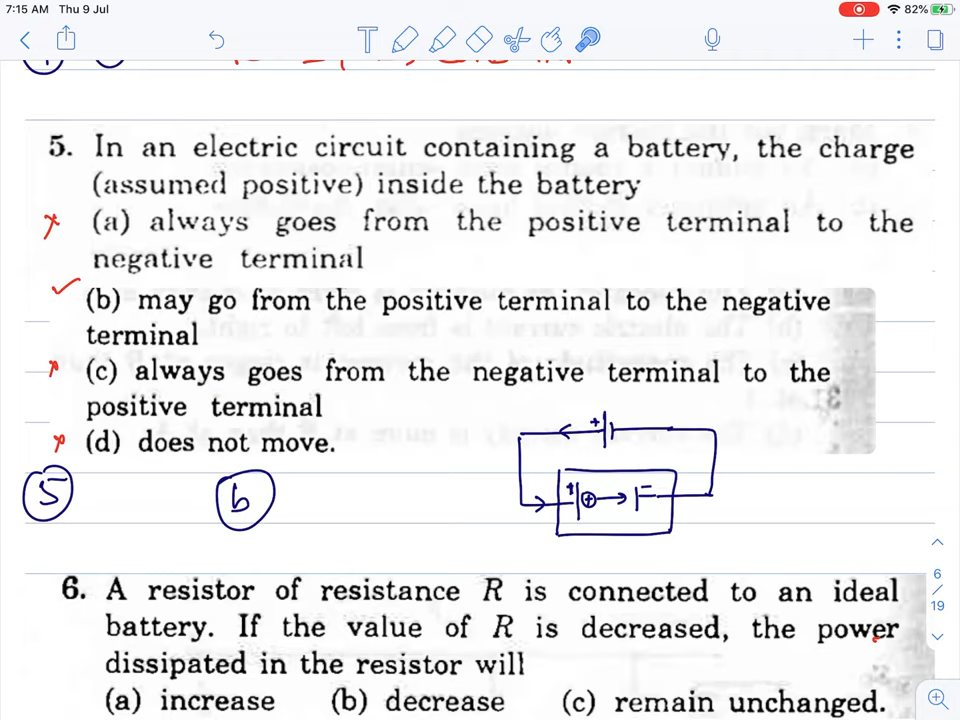 7:15 AM Thu 9 Jul
82%
5. In an electric circuit containing a battery, the charge
(assumed positive) inside the battery
(a) always goes from the positive terminal to the
negative terminal
(b) may go from the positive terminal to the negative
terminal
(c) always goes from the negative terminal to the
positive terminal
(d) does not move.
5 b
6
/
19
6. A resistor of resistance R is connected to an ideal
battery. If the value of R is decreased, the power
dissipated in the resistor will
(a) increase (b) decrease (c) remain unchanged.